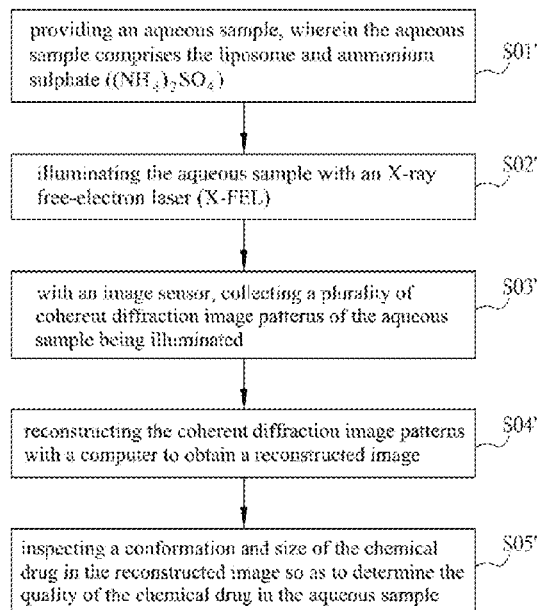 providing an aqueous sample, wherein the aqueous
sample comprises the liposome and ammonium
sulphate ((NH₄)₂SO₄)
S01'
illuminating the aqueous sample with an X-ray
free-electron laser (X-FEL)
S02'
with an image sensor, collecting a plurality of
coherent diffraction image patterns of the aqueous
sample being illuminated
S03'
reconstructing the coherent diffraction image patterns
with a computer to obtain a reconstructed image
S04'
inspecting a conformation and size of the chemical
drug in the reconstructed image so as to determine the
quality of the chemical drug in the aqueous sample
S05'